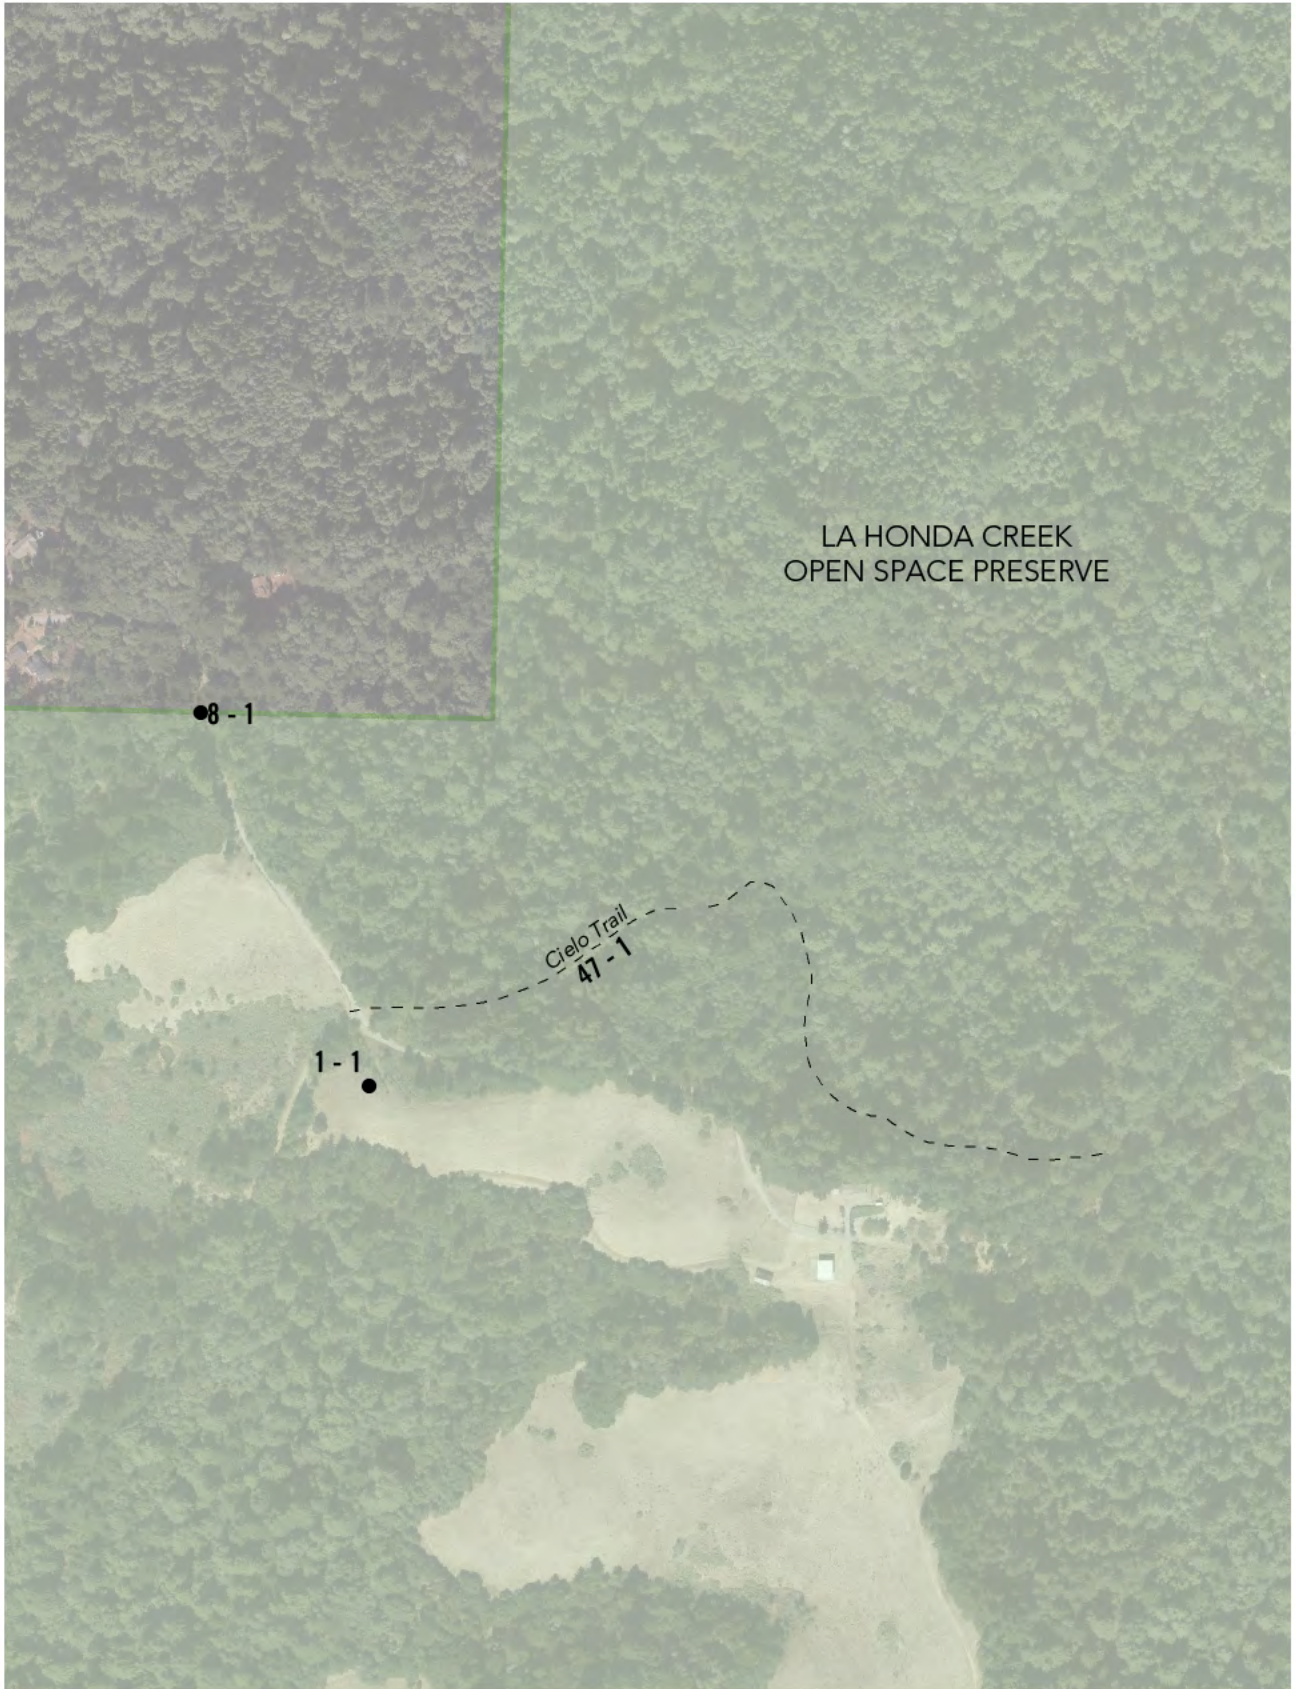 LA HONDA CREEK
OPEN SPACE PRESERVE
8 - 1
Cielo Trail
47 - 1
1 - 1